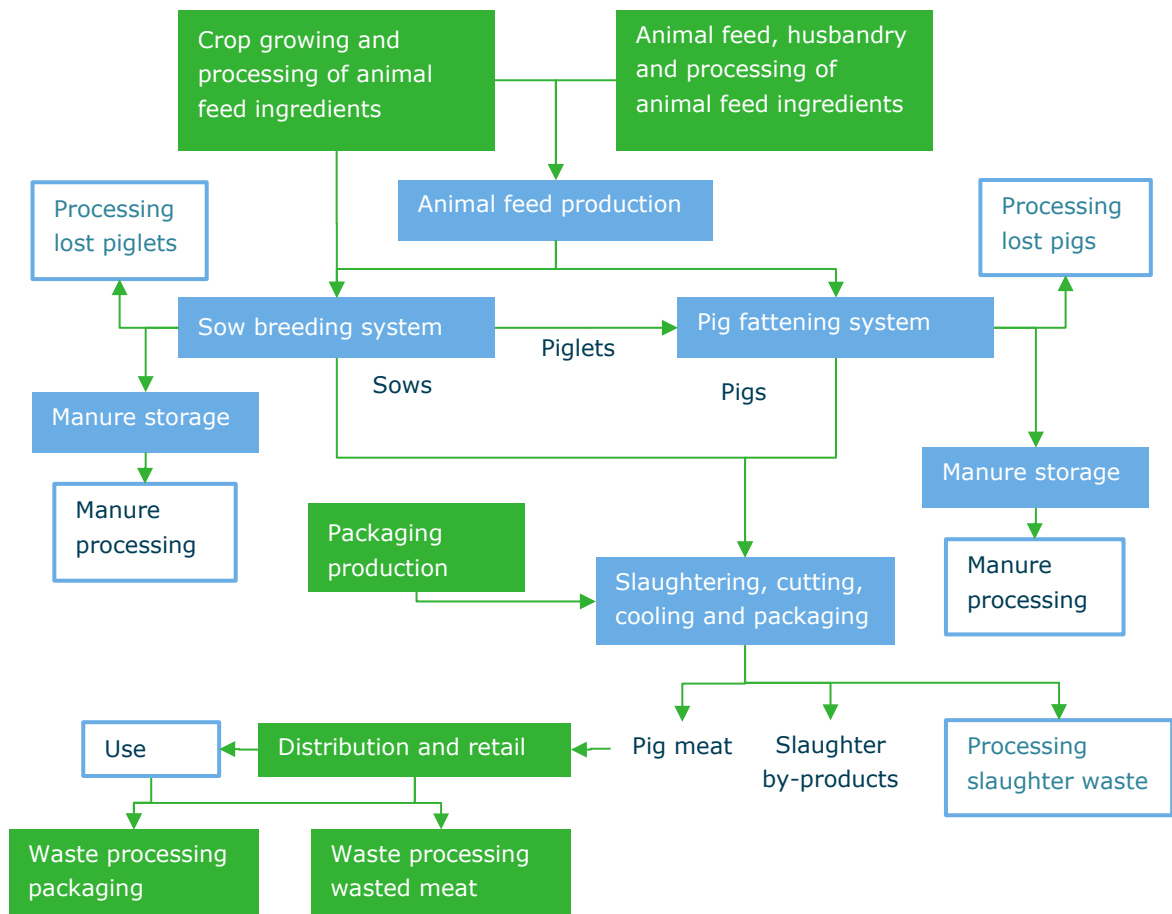 Crop growing and
processing of animal
feed ingredients
Animal feed, husbandry
and processing of
animal feed ingredients
Processing
lost piglets
Animal feed production
Processing
lost pigs
Sow breeding system
Piglets
Pig fattening system
Sows
Pigs
Manure storage
Manure storage
Manure
processing
Packaging
production
Slaughtering, cutting,
cooling and packaging
Manure
processing
Use
Distribution and retail
Pig meat
Slaughter
by-products
Processing
slaughter waste
Waste processing
packaging
Waste processing
wasted meat